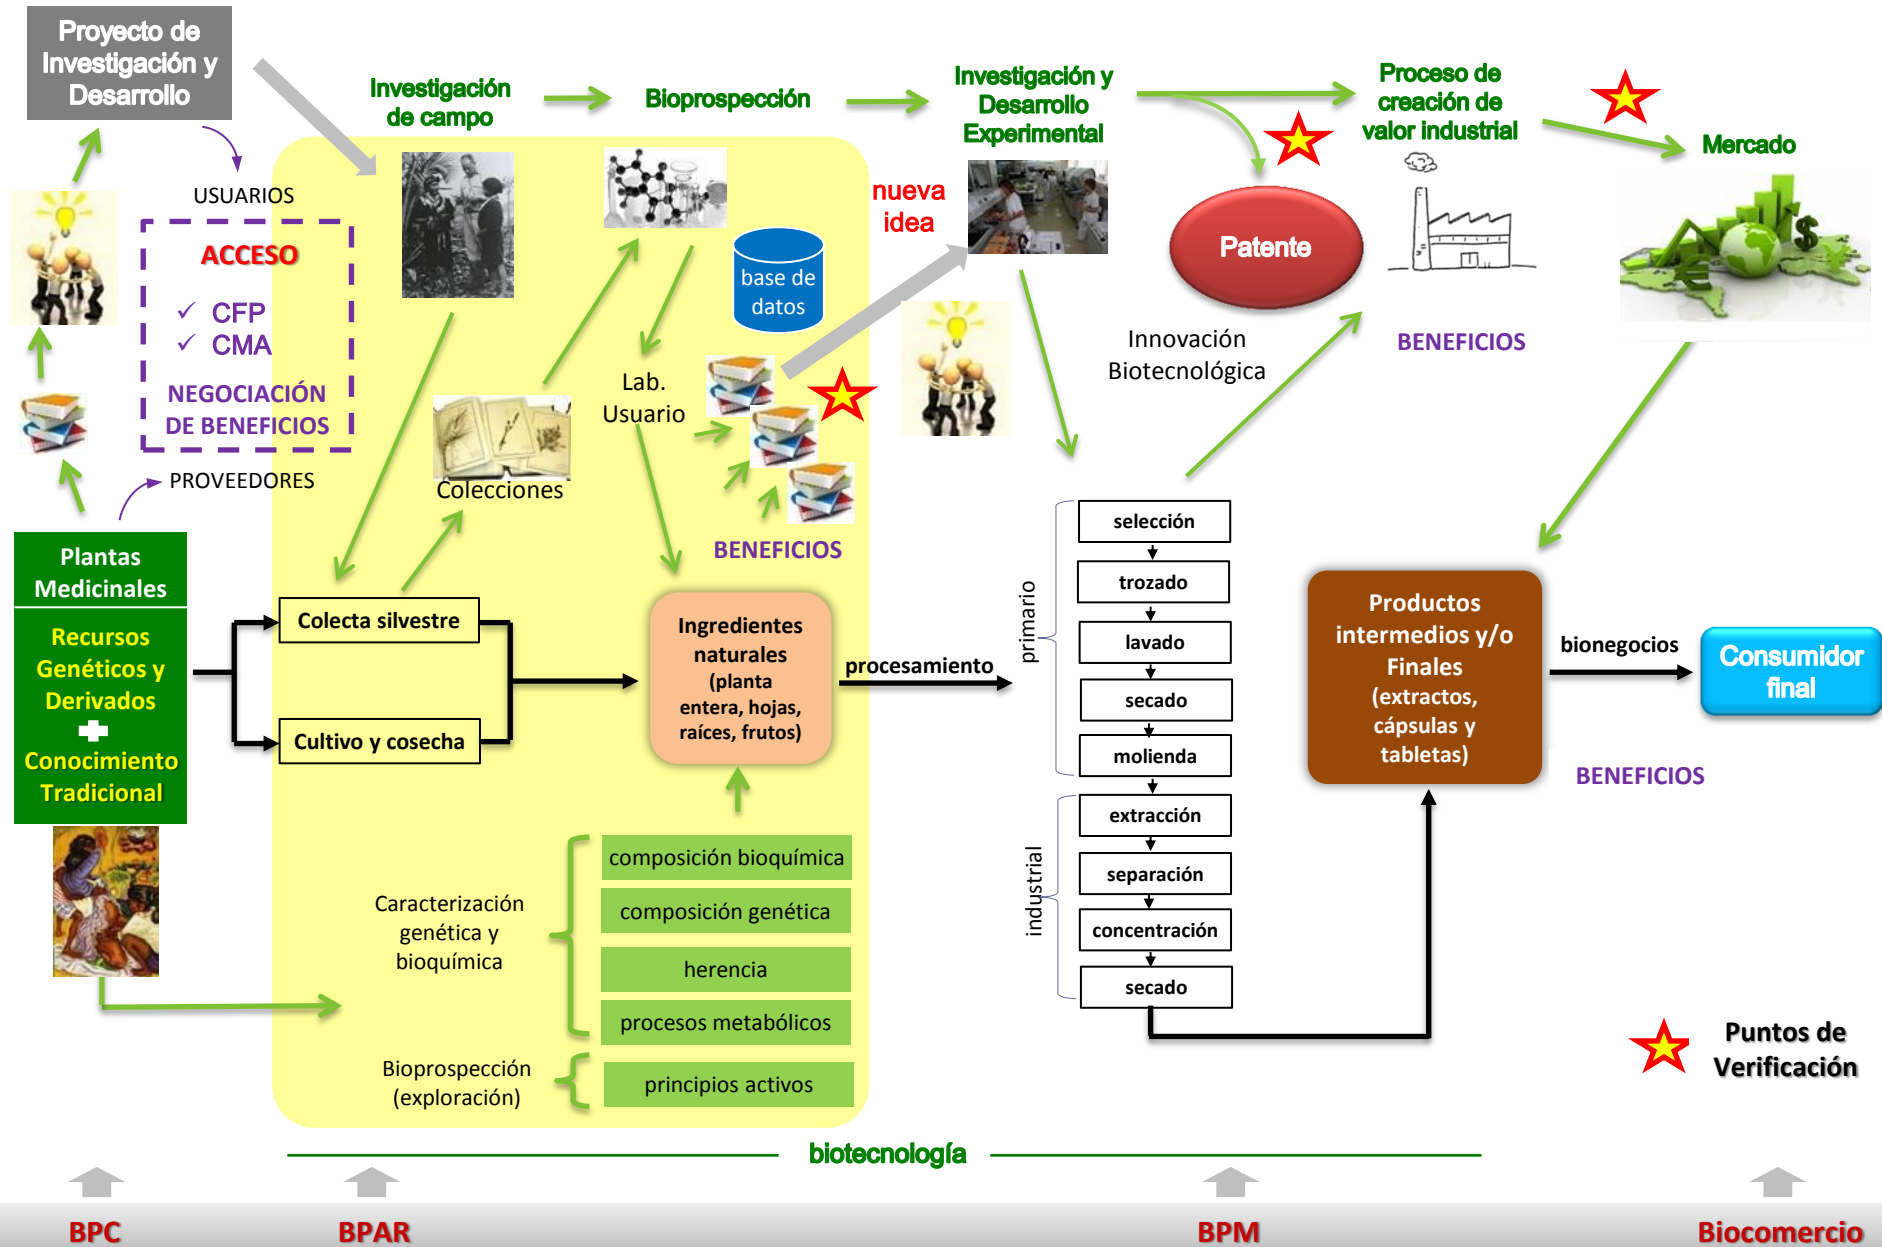 Proyecto de
Investigación y
Desarrollo
Investigación
de campo
Bioprospección
Investigación y
Desarrollo
Experimental
Proceso de
creación de
valor industrial
Mercado
USUARIOS
ACCESO
✓ CFP
✓ CMA
NEGOCIACIÓN
DE BENEFICIOS
PROVEEDORES
nueva
idea
base de
datos
Patente
Innovación
Biotecnológica
BENEFICIOS
Lab.
Usuario
Colecciones
BENEFICIOS
Plantas
Medicinales
Recursos
Genéticos y
Derivados
Conocimiento
Tradicional
Colecta silvestre
Cultivo y cosecha
Ingredientes
naturales
(planta
entera, hojas,
raíces, frutos)
procesamiento
primario
selección
trozado
lavado
secado
molienda
industrial
extracción
separación
concentración
secado
Productos
intermedios y/o
Finales
(extractos,
cápsulas y
tabletas)
bionegocios
Consumidor
final
BENEFICIOS
Caracterización
genética y
bioquímica
composición bioquímica
composición genética
herencia
procesos metabólicos
Bioprospección
(exploración)
principios activos
Puntos de
Verificación
biotecnología
BPC
BPAR
BPM
Biocomercio